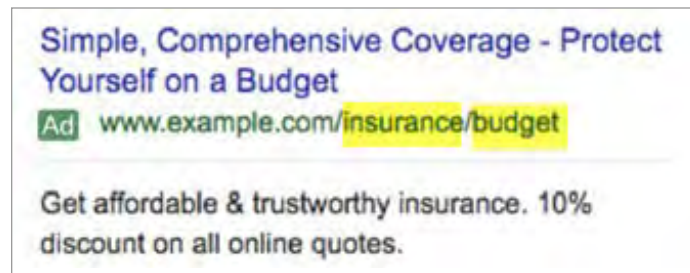 Simple, Comprehensive Coverage - Protect
Yourself on a Budget
Ad www.example.com/insurance/budget
Get affordable & trustworthy insurance. 10%
discount on all online quotes.